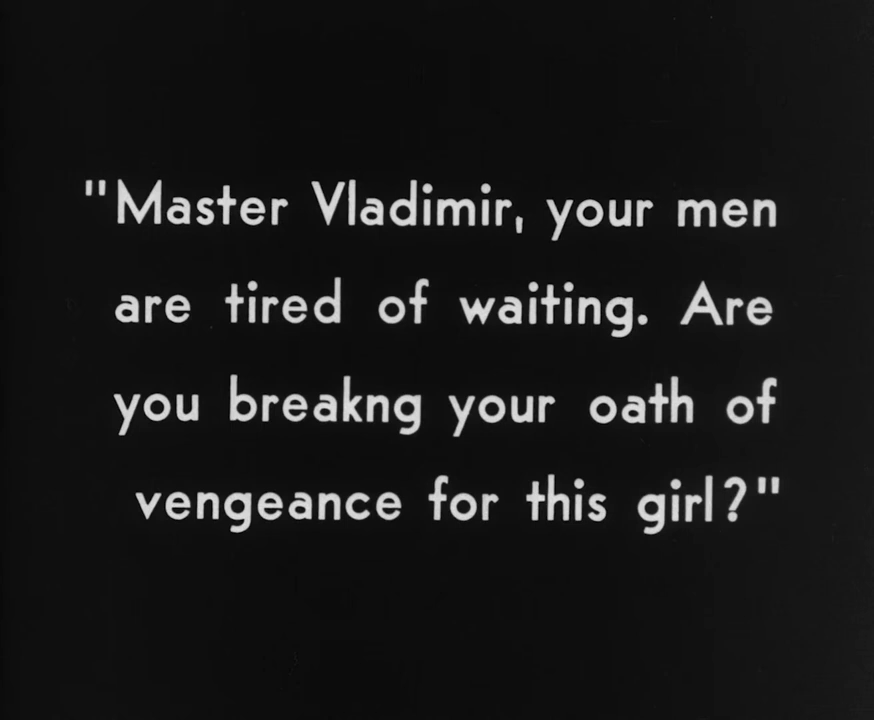 "Master Vladimir, your men
are tired of waiting. Are
you breakng your oath of
vengeance for this girl?"